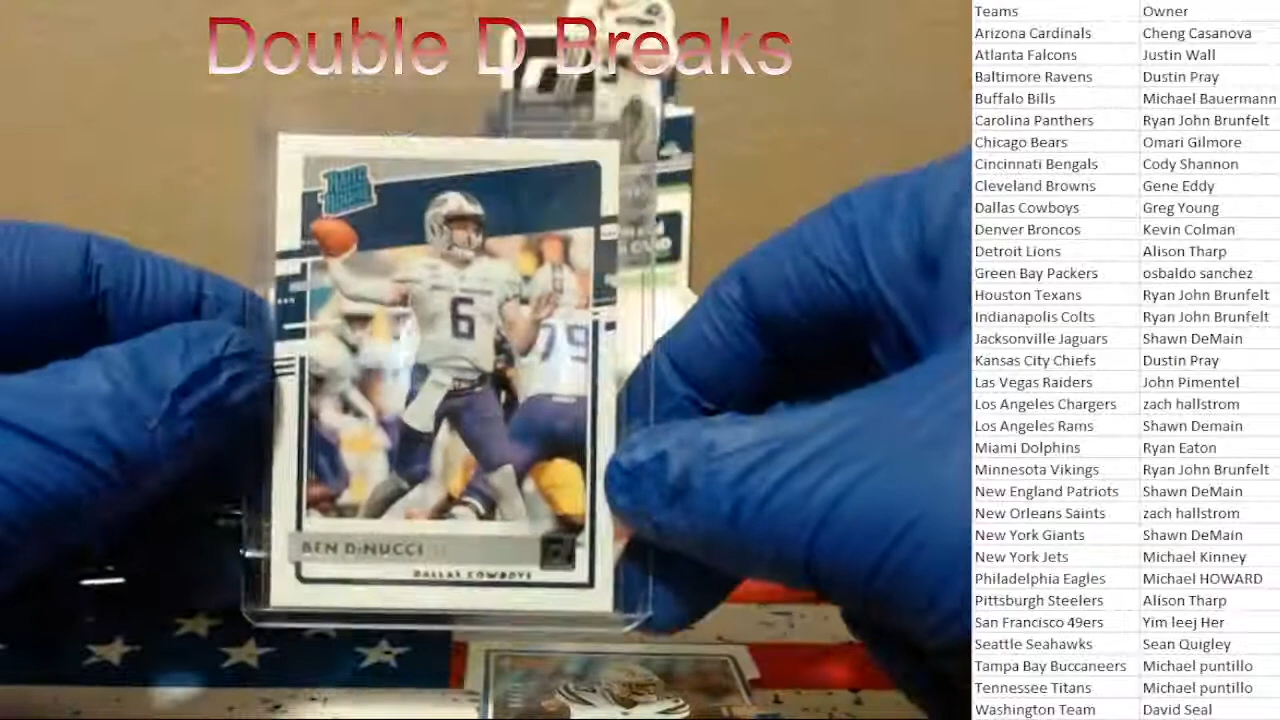 Double D Breaks
RATED
ROOKIE
6
79
BEN DiNUCCI
DALLAS COWBOYS
Teams Owner
Arizona Cardinals Cheng Casanova
Atlanta Falcons Justin Wall
Baltimore Ravens Dustin Pray
Buffalo Bills Michael Bauermann
Carolina Panthers Ryan John Brunfelt
Chicago Bears Omari Gilmore
Cincinnati Bengals Cody Shannon
Cleveland Browns Gene Eddy
Dallas Cowboys Greg Young
Denver Broncos Kevin Colman
Detroit Lions Alison Tharp
Green Bay Packers osbaldo sanchez
Houston Texans Ryan John Brunfelt
Indianapolis Colts Ryan John Brunfelt
Jacksonville Jaguars Shawn DeMain
Kansas City Chiefs Dustin Pray
Las Vegas Raiders John Pimentel
Los Angeles Chargers zach hallstrom
Los Angeles Rams Shawn Demain
Miami Dolphins Ryan Eaton
Minnesota Vikings Ryan John Brunfelt
New England Patriots Shawn DeMain
New Orleans Saints zach hallstrom
New York Giants Shawn DeMain
New York Jets Michael Kinney
Philadelphia Eagles Michael HOWARD
Pittsburgh Steelers Alison Tharp
San Francisco 49ers Yim leej Her
Seattle Seahawks Sean Quigley
Tampa Bay Buccaneers Michael puntillo
Tennessee Titans Michael puntillo
Washington Team David Seal